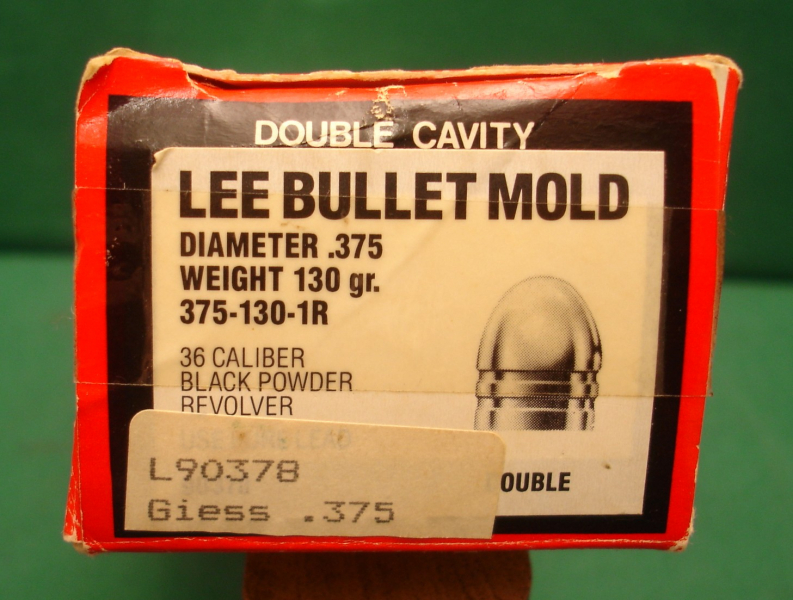 DOUBLE CAVITY
LEE BULLET MOLD
DIAMETER .375
WEIGHT 130 gr.
375-130-1R
36 CALIBER
BLACK POWDER
REVOLVER
L90378
Giess .375
OUBLE